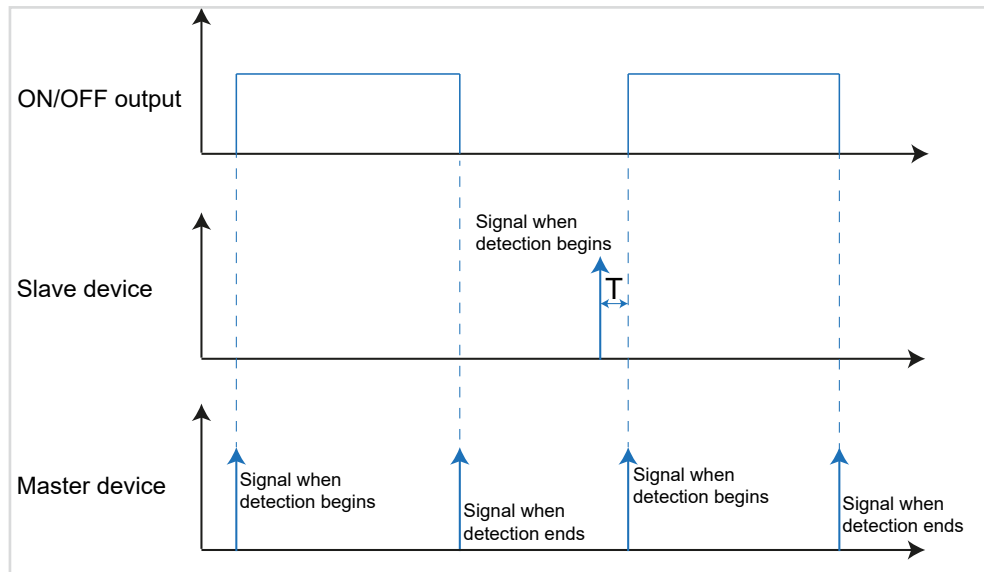 ON/OFF output
Signal when
detection begins
T
Slave device
Signal when
detection begins
Signal when
detection begins
Master device
Signal when
detection ends
Signal when
detection ends